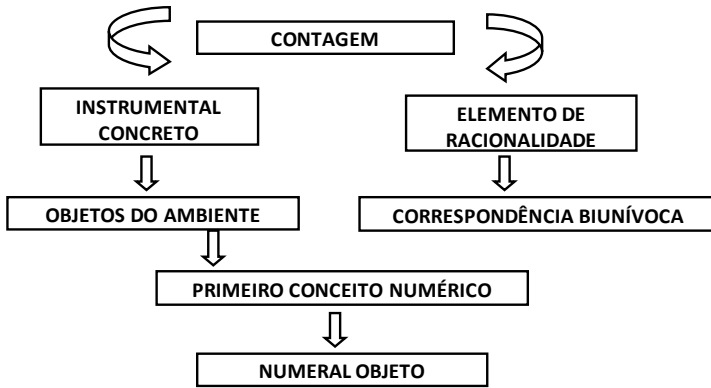 CONTAGEM
INSTRUMENTAL
CONCRETO
ELEMENTO DE
RACIONALIDADE
OBJETOS DO AMBIENTE
CORRESPONDÊNCIA BIUNÍVOCA
PRIMEIRO CONCEITO NUMÉRICO
NUMERAL OBJETO